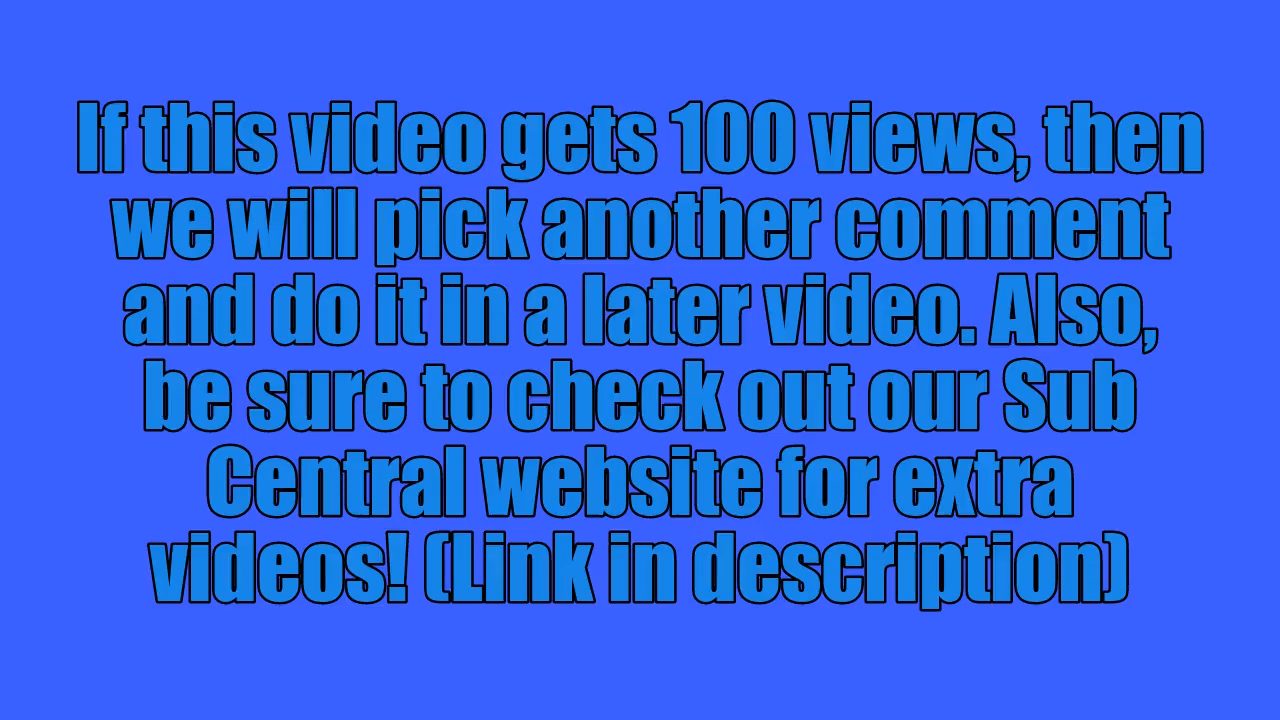 If this video gets 100 views, then
we will pick another comment
and do it in a later video. Also,
be sure to check out our Sub
Central website for extra
videos! (Link in description)